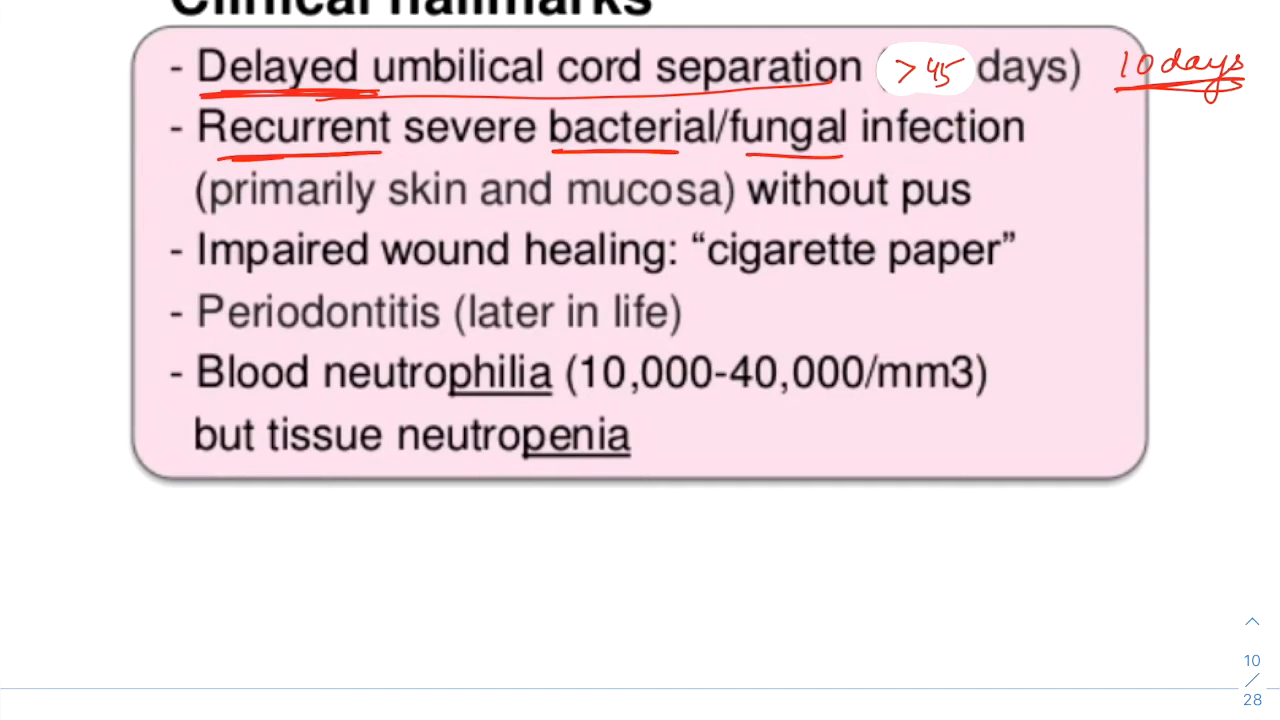 Clinical hallmarks
- Delayed umbilical cord separation (> 45 days) 10 days
- Recurrent severe bacterial/fungal infection
(primarily skin and mucosa) without pus
- Impaired wound healing: “cigarette paper”
- Periodontitis (later in life)
- Blood neutrophilia (10,000-40,000/mm3)
but tissue neutropenia
10
/
28